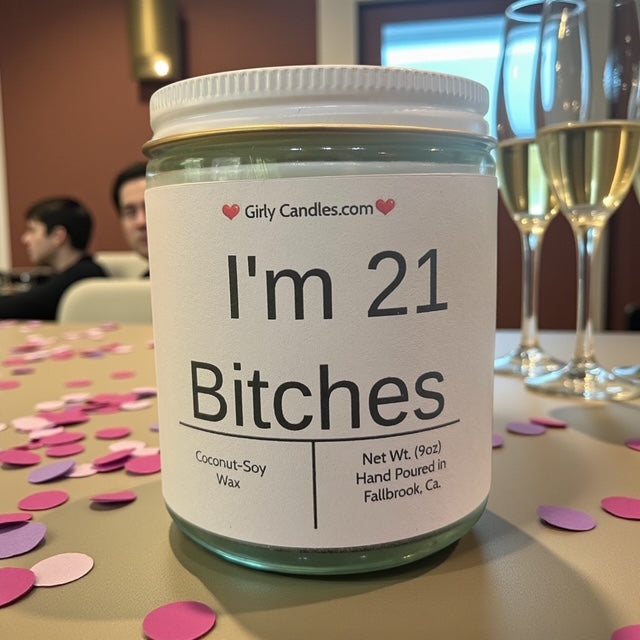 Girly Candles.com
I'm 21
Bitches
Coconut-Soy
Wax
Net Wt. (9oz)
Hand Poured in
Fallbrook, Ca.